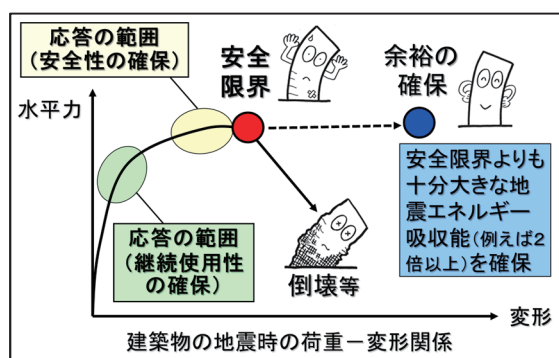 応答の範囲
(安全性の確保)
安全
限界
余裕の
確保
水平力
安全限界よりも
十分大きな地
震エネルギー
吸収能(例えば2
倍以上)を確保
応答の範囲
(継続使用性
の確保)
倒壊等
変形
建築物の地震時の荷重－変形関係